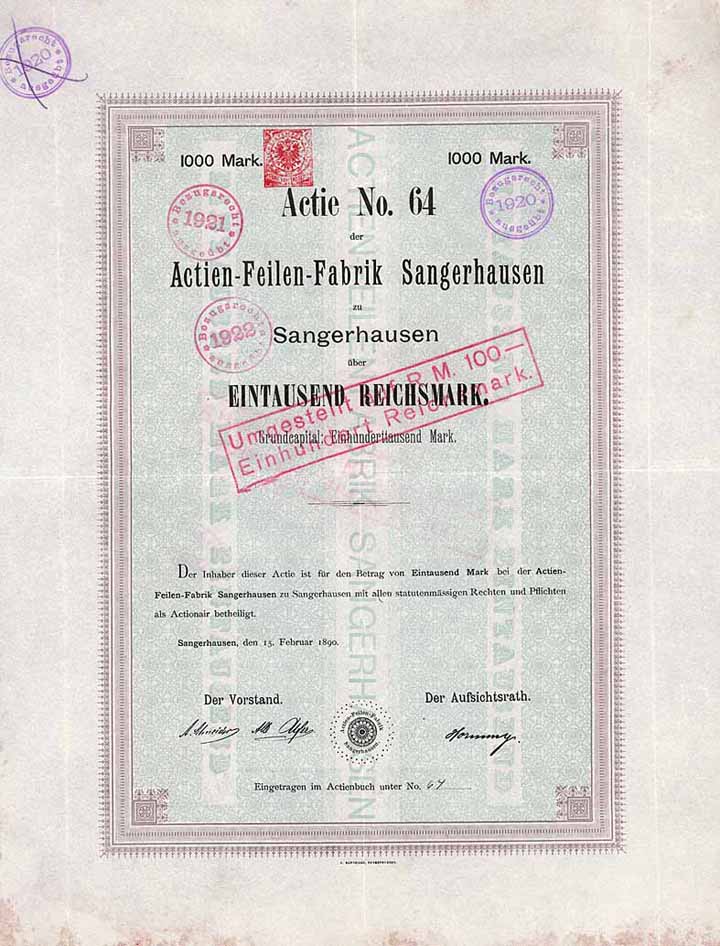 Bezugsrecht 1920 ausgeübt
1000 Mark. 1000 Mark.
Bezugsrecht 1921 ausgeübt
Bezugsrecht 1920 ausgeübt
Actie No. 64
der
Actien-Feilen-Fabrik Sangerhausen
zu
Bezugsrecht 1922 ausgeübt
Sangerhausen
über
EINTAUSEND REICHSMARK.
Umgestellt auf R.M. 100.—
Einhundert Reichsmark.
Grundcapital: Einhunderttausend Mark.
Der Inhaber dieser Actie ist für den Betrag von Eintausend Mark bei der Actien-
Feilen-Fabrik Sangerhausen zu Sangerhausen mit allen statutenmässigen Rechten und Pflichten
als Actionair betheiligt.
Sangerhausen, den 15. Februar 1890.
Der Vorstand. Der Aufsichtsrath.
Actien-Feilen-Fabrik Sangerhausen
Eingetragen im Actienbuch unter No. 64